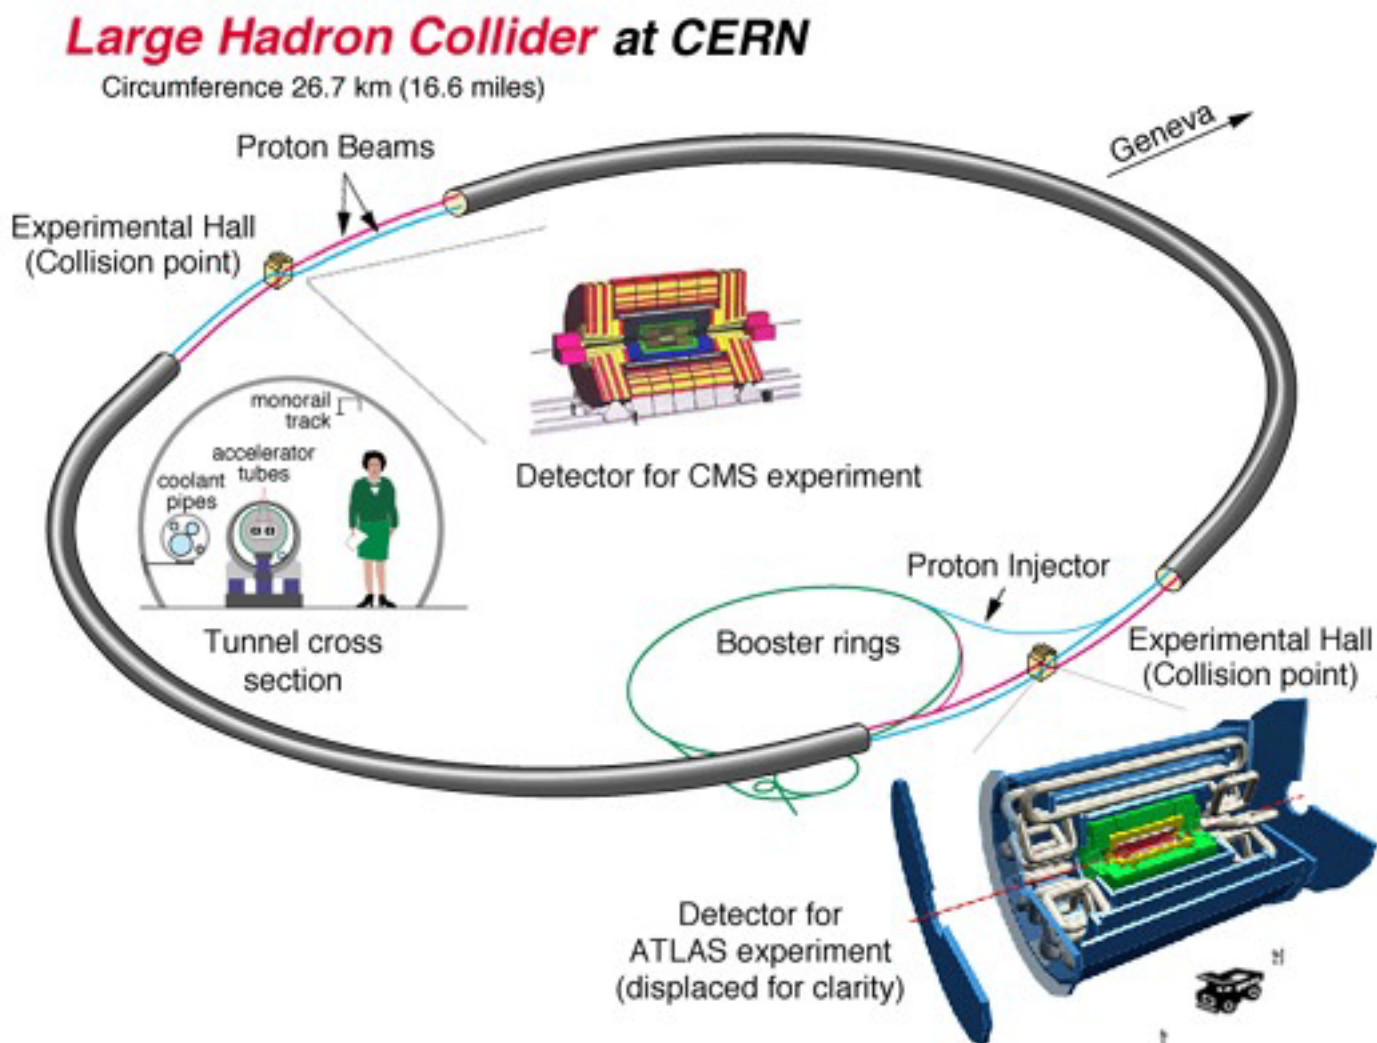 Large Hadron Collider at CERN
Circumference 26.7 km (16.6 miles)
Proton Beams
Geneva
Experimental Hall
(Collision point)
monorail
track
accelerator
tubes
coolant
pipes
Detector for CMS experiment
Tunnel cross
section
Proton Injector
Booster rings
Experimental Hall
(Collision point)
Detector for
ATLAS experiment
(displaced for clarity)